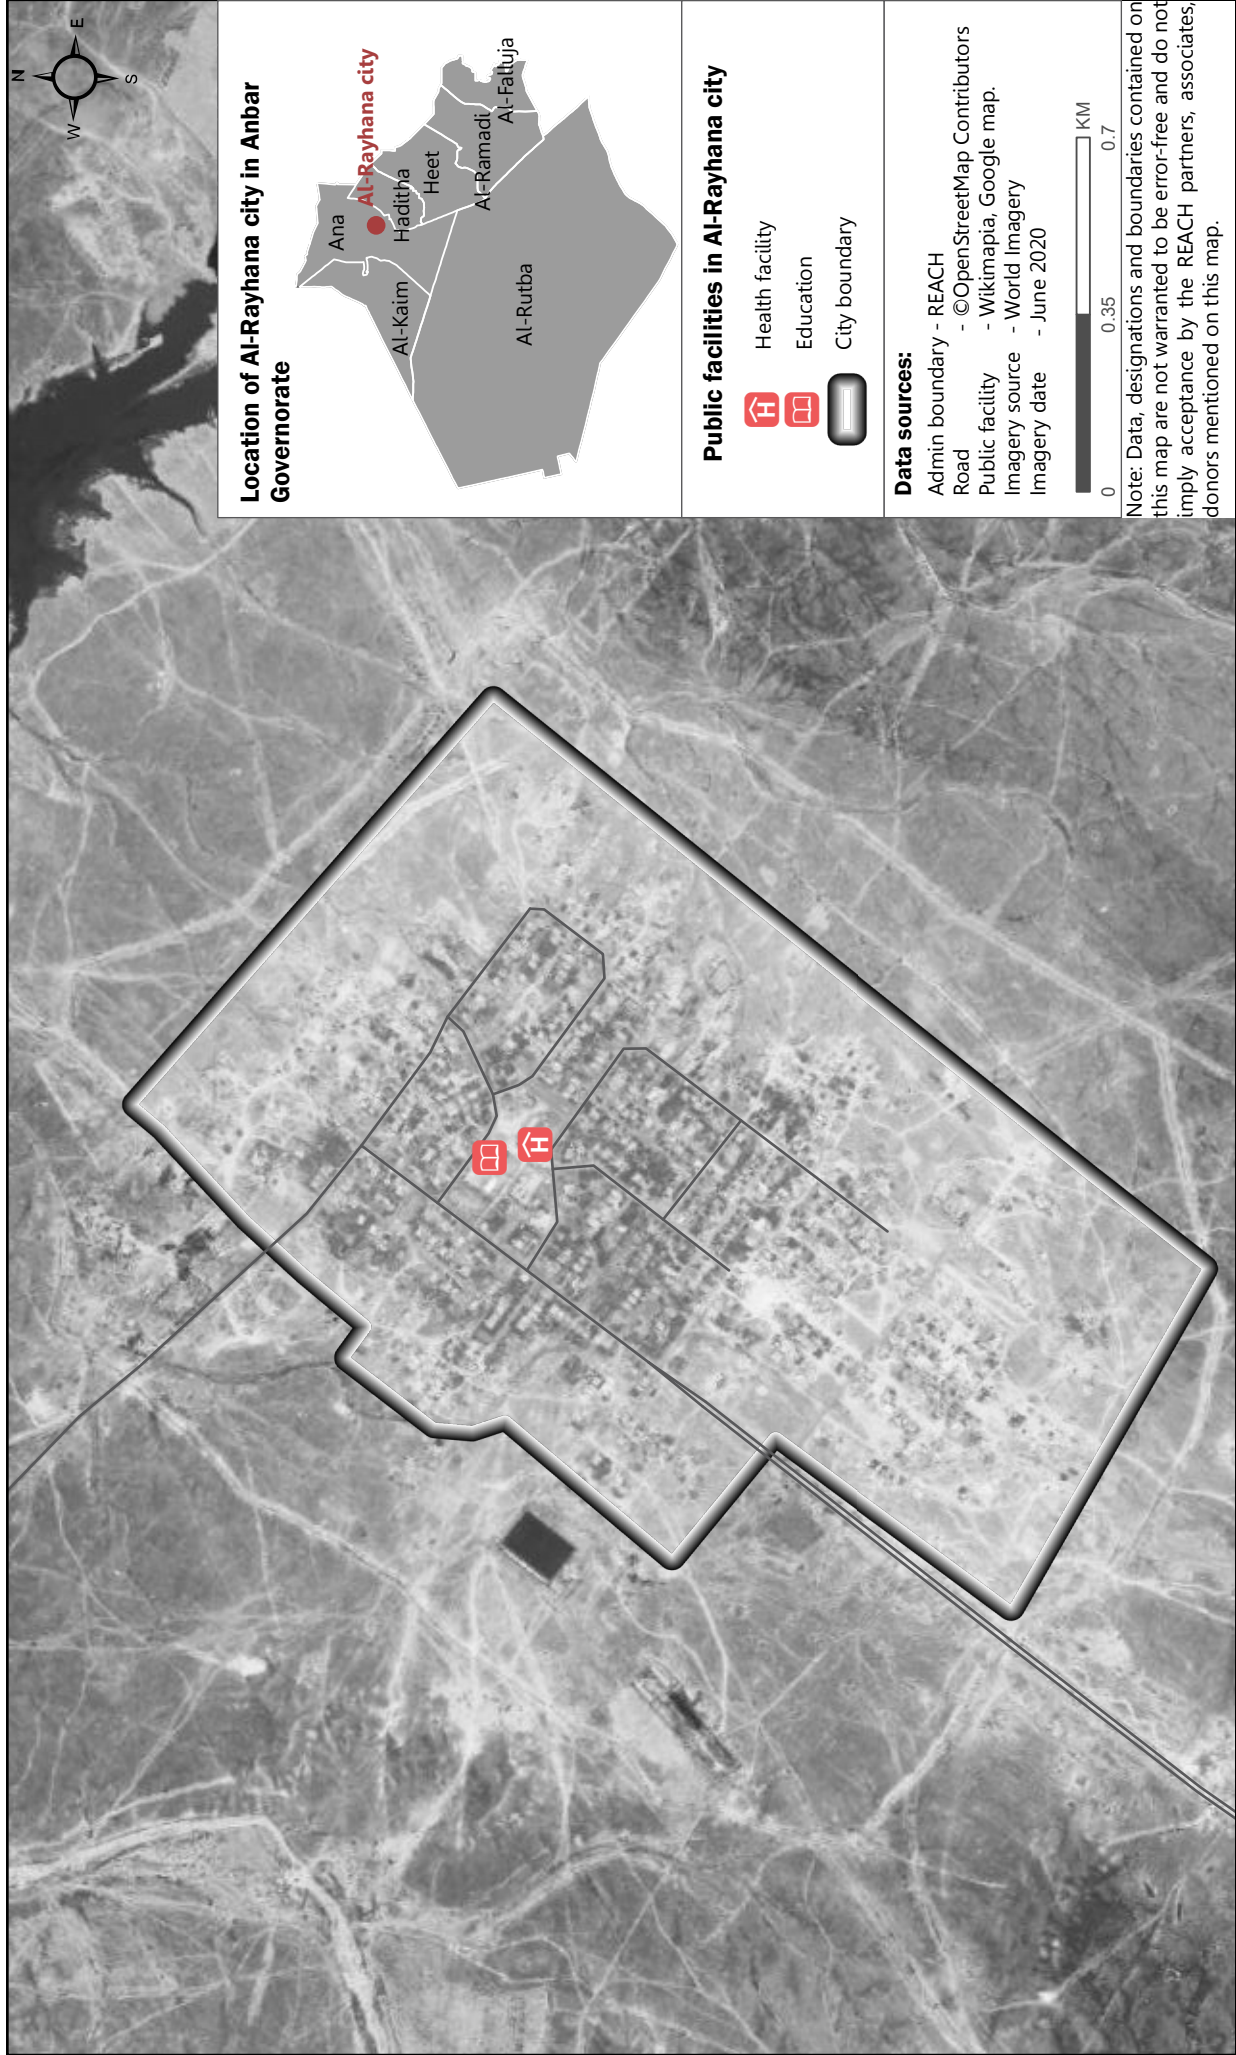 N
E
S
W
Location of Al-Rayhana city in Anbar
Governorate
Al-Rayhana city
Ana
Haditha
Heet
Al-Ramadi
Al-Falluja
Al-Kaim
Al-Rutba
Public facilities in Al-Rayhana city
H Health facility
Education
City boundary
Data sources:
Admin boundary - REACH
Road - ©OpenStreetMap Contributors
Public facility - Wikimapia, Google map.
Imagery source - World Imagery
Imagery date - June 2020
0 0.35 0.7
KM
Note: Data, designations and boundaries contained on
this map are not warranted to be error-free and do not
imply acceptance by the REACH partners, associates,
donors mentioned on this map.
H